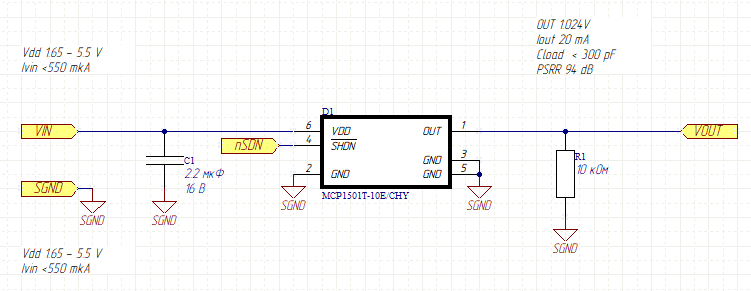 OUT 1.024V
Iout 20 mA
Cload < 300 pF
PSRR 94 dB
Vdd 1.65 - 5.5 V
Ivin <550 mkA
D1
VIN
6
VDD
OUT
1
VOUT
nSDN
4
SHDN
C1
2.2 мкФ
16 В
GND
3
R1
10 кОм
2
GND
GND
5
SGND
MCP1501T-10E/CHY
SGND
SGND
SGND
SGND
SGND
Vdd 1.65 - 5.5 V
Ivin <550 mkA